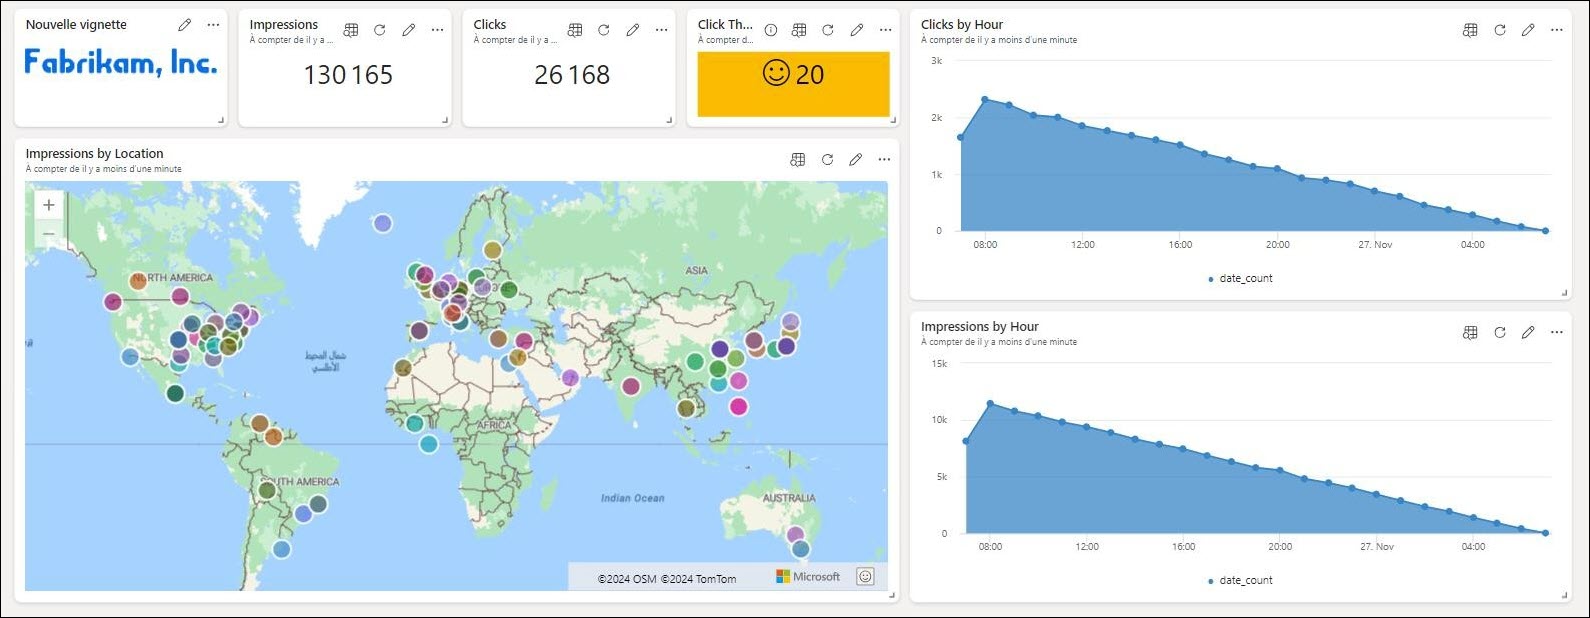 Nouvelle vignette
Fabrikam, Inc.
Impressions
À compter de il y a ...
130 165
Clicks
À compter de il y a ...
26 168
Click Th...
À compter d...
20
Impressions by Location
À compter de il y a moins d'une minute
+
−
NORTH AMERICA
ASIA
شمال المحيط
الأطلسي
AFRICA
SOUTH AMERICA
Indian Ocean
AUSTRALIA
©2024 OSM ©2024 TomTom
Microsoft
Clicks by Hour
À compter de il y a moins d'une minute
3k
2k
1k
0
08:00 12:00 16:00 20:00 27. Nov 04:00
date_count
Impressions by Hour
À compter de il y a moins d'une minute
15k
10k
5k
0
08:00 12:00 16:00 20:00 27. Nov 04:00
date_count